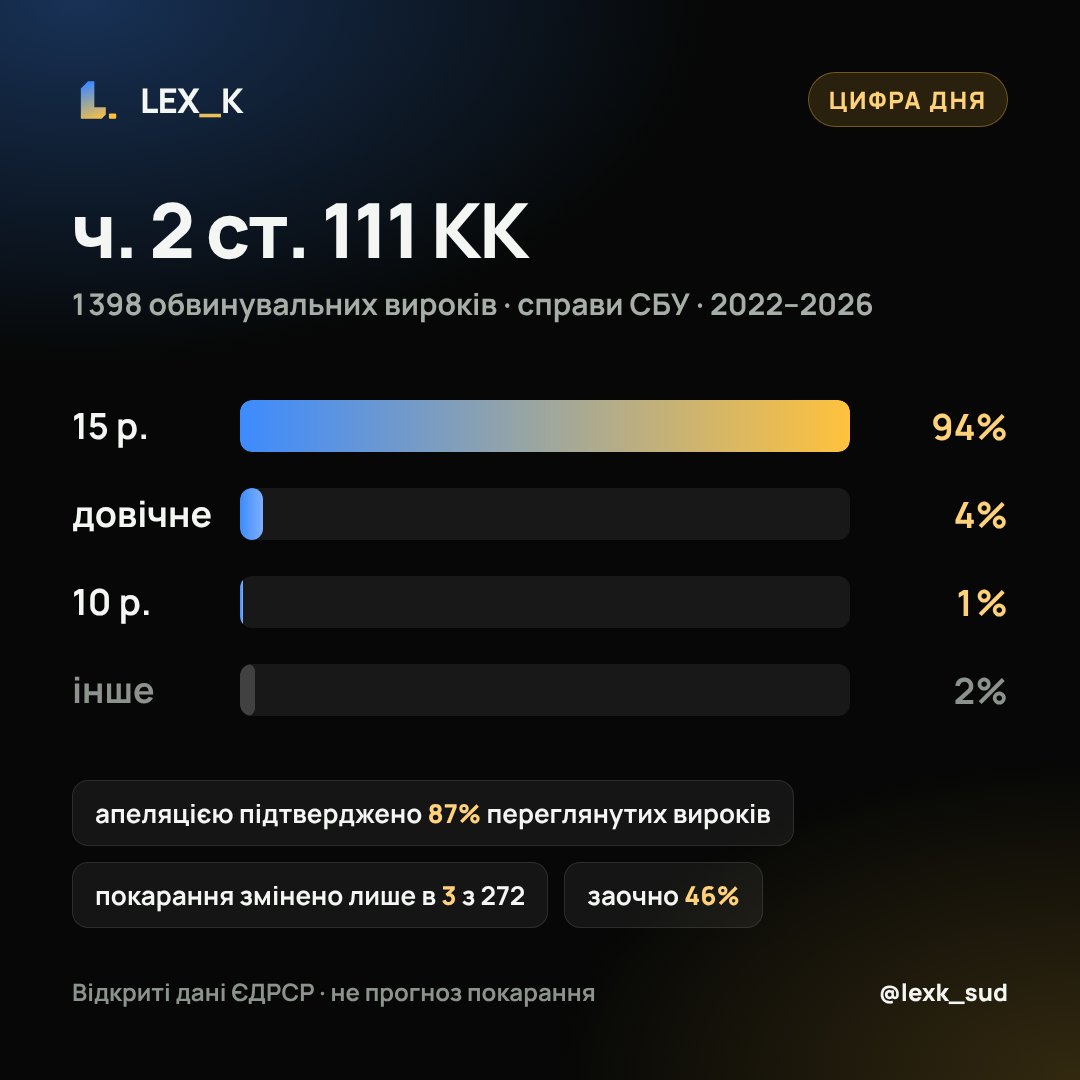 LEX_K
ЦИФРА ДНЯ
ч. 2 ст. 111 КК
1 398 обвинувальних вироків · справи СБУ · 2022–2026
15 р. 94%
довічне 4%
10 р. 1%
інше 2%
апеляцією підтверджено 87% переглянутих вироків
покарання змінено лише в 3 з 272
заочно 46%
Відкриті дані ЄДРСР · не прогноз покарання
@lexk_sud